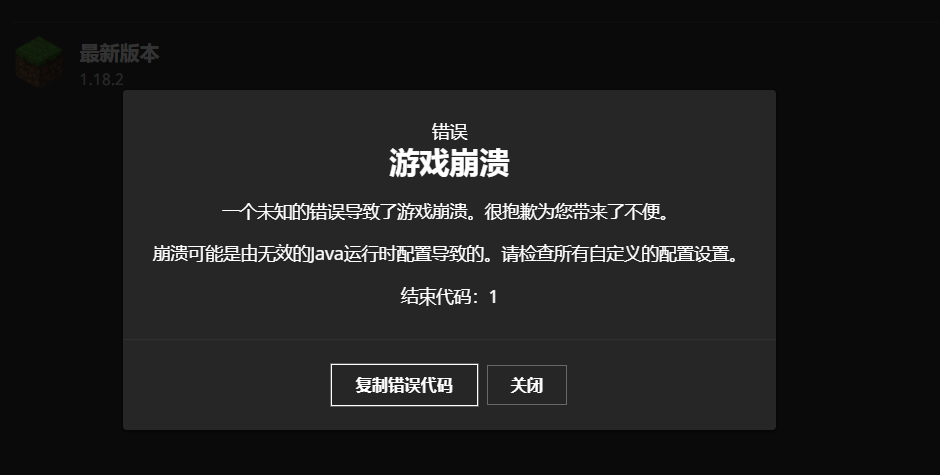 最新版本
1.18.2
错误
游戏崩溃
一个未知的错误导致了游戏崩溃。很抱歉为您带来了不便。
崩溃可能是由无效的Java运行时配置导致的。请检查所有自定义的配置设置。
结束代码：1
复制错误代码
关闭